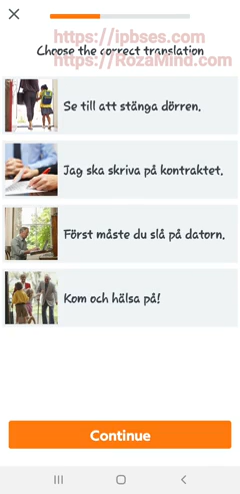 https://ipbses.com
Choose the correct translation
https://RozaMind.com
Se till att stänga dörren.
Jag ska skriva på kontraktet.
Först måste du slå på datorn.
Kom och hälsa på!
Continue